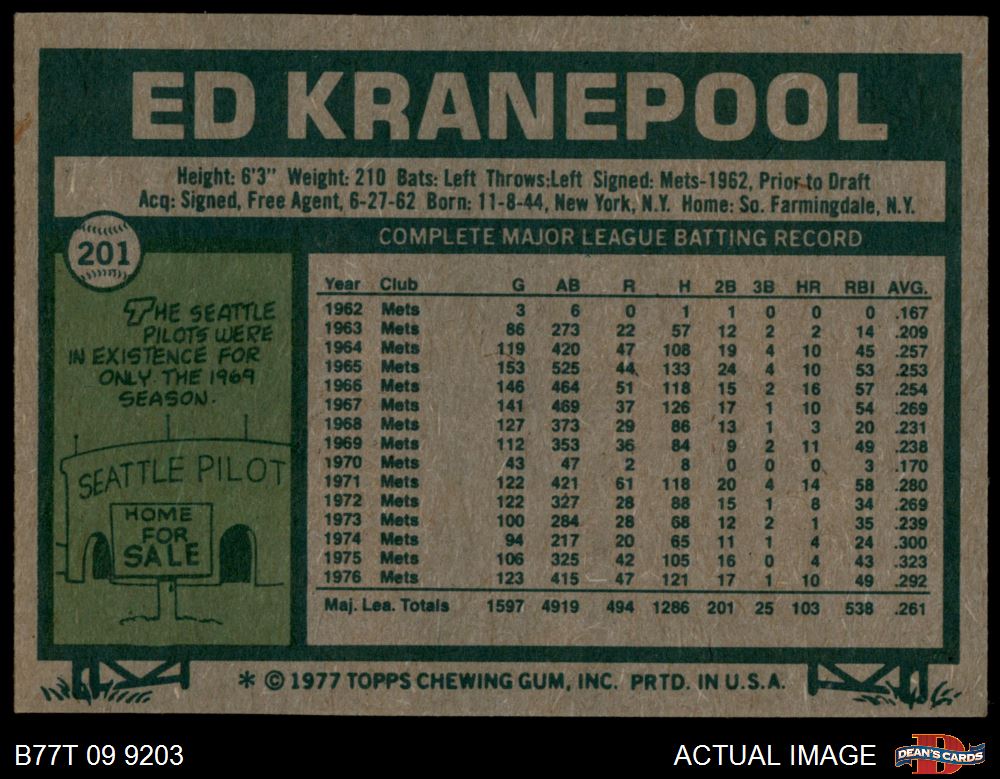 ED KRANEPOOL
Height: 6'3" Weight: 210 Bats: Left Throws:Left Signed: Mets-1962, Prior to Draft
Acq: Signed, Free Agent, 6-27-62 Born: 11-8-44, New York, N.Y. Home: So. Farmingdale, N.Y.
201
THE SEATTLE
PILOTS WERE
IN EXISTENCE FOR
ONLY THE 1969
SEASON.
SEATTLE PILOT
HOME
FOR
SALE
COMPLETE MAJOR LEAGUE BATTING RECORD
Year Club G AB R H 2B 3B HR RBI AVG.
1962 Mets 3 6 0 1 1 0 0 0 .167
1963 Mets 86 273 22 57 12 2 2 14 .209
1964 Mets 119 420 47 108 19 4 10 45 .257
1965 Mets 153 525 44 133 24 4 10 53 .253
1966 Mets 146 464 51 118 15 2 16 57 .254
1967 Mets 141 469 37 126 17 1 10 54 .269
1968 Mets 127 373 29 86 13 1 3 20 .231
1969 Mets 112 353 36 84 9 2 11 49 .238
1970 Mets 43 47 2 8 0 0 0 3 .170
1971 Mets 122 421 61 118 20 4 14 58 .280
1972 Mets 122 327 28 88 15 1 8 34 .269
1973 Mets 100 284 28 68 12 2 1 35 .239
1974 Mets 94 217 20 65 11 1 4 24 .300
1975 Mets 106 325 42 105 16 0 4 43 .323
1976 Mets 123 415 47 121 17 1 10 49 .292
Maj. Lea. Totals 1597 4919 494 1286 201 25 103 538 .261
* © 1977 TOPPS CHEWING GUM, INC. PRTD. IN U.S.A.
B77T 09 9203
ACTUAL IMAGE
DEAN'S CARDS